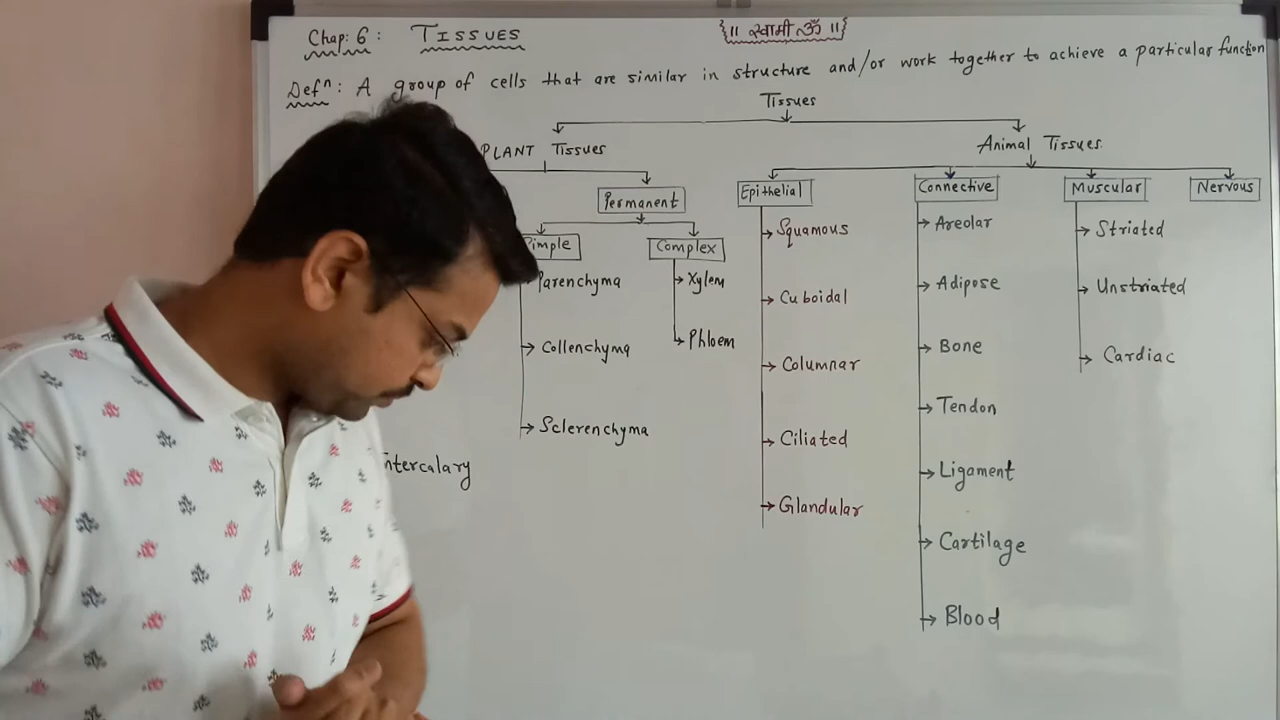 Chap: 6: TISSUES
{॥ स्वामी ॐ ॥}
Defⁿ: A group of cells that are similar in structure and/or work together to achieve a particular function
Tissues
PLANT Tissues
Animal Tissues.
Permanent
Epithelial
Connective
Muscular
Nervous
Simple
Complex
Parenchyma
Collenchyma
Sclerenchyma
Xylem
Phloem
Intercalary
Squamous
Cuboidal
Columnar
Ciliated
Glandular
Areolar
Adipose
Bone
Tendon
Ligament
Cartilage
Blood
Striated
Unstriated
Cardiac